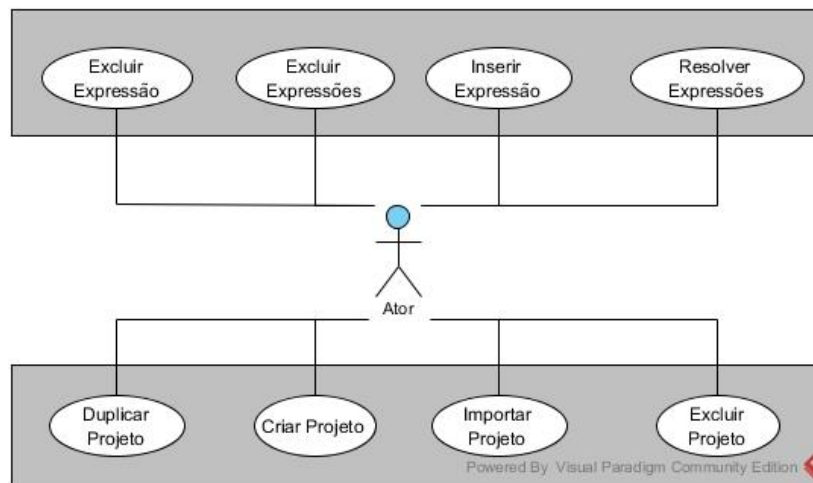 Excluir
Expressão
Excluir
Expressões
Inserir
Expressão
Resolver
Expressões
Ator
Duplicar
Projeto
Criar Projeto
Importar
Projeto
Excluir
Projeto
Powered By Visual Paradigm Community Edition